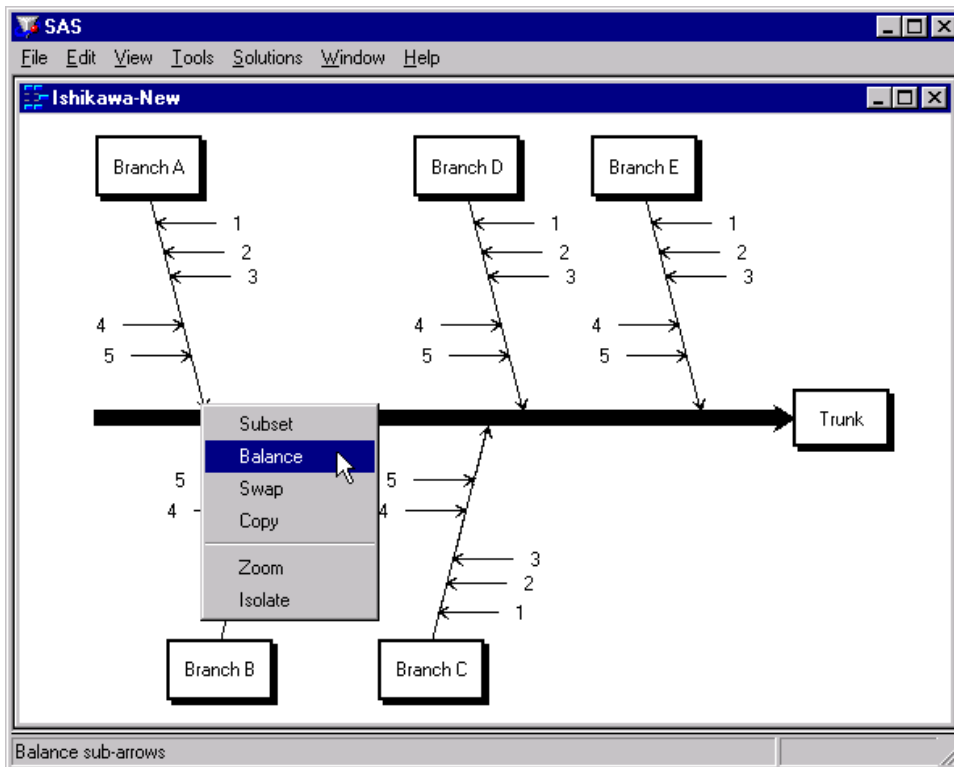 SAS
File Edit View Tools Solutions Window Help
Ishikawa-New
Branch A Branch D Branch E
1 1 1
2 2 2
3 3 3
4 4 4
5 5 5
Trunk
Subset
Balance
Swap
Copy
Zoom
Isolate
5 5
4 4
3
2
1
Branch B Branch C
Balance sub-arrows